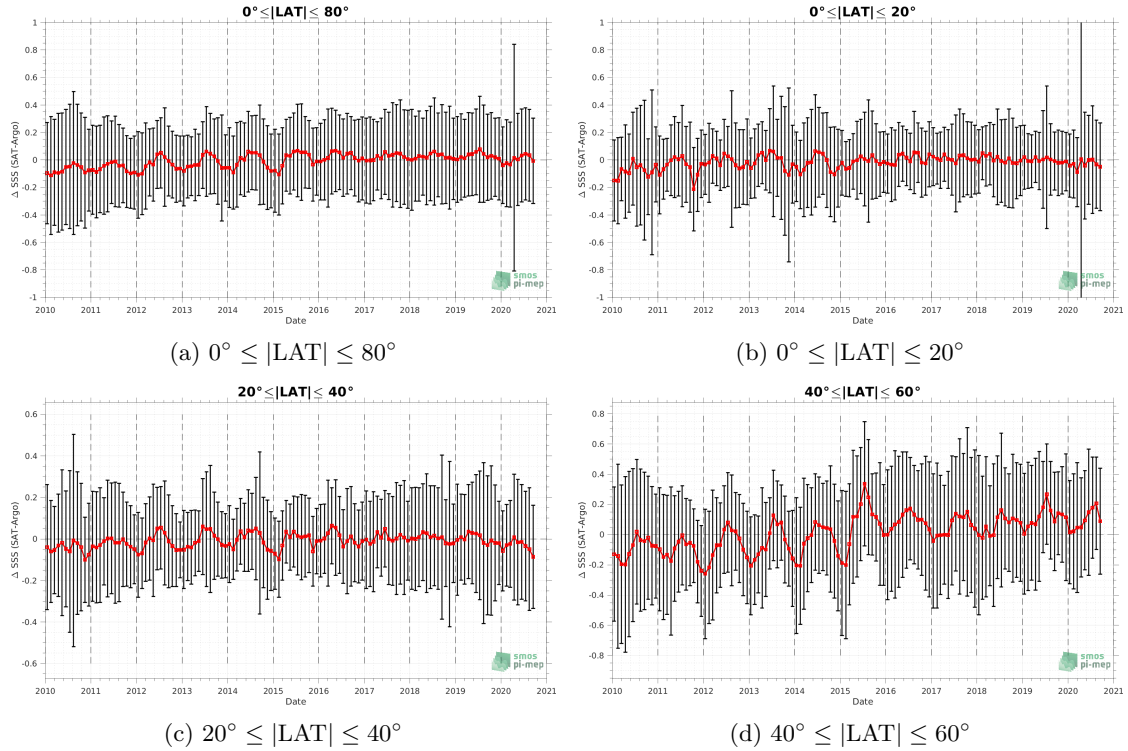 0°≤|LAT|≤ 80°
Δ SSS (SAT-Argo)
1
0.8
0.6
0.4
0.2
0
-0.2
-0.4
-0.6
-0.8
-1
2010 2011 2012 2013 2014 2015 2016 2017 2018 2019 2020 2021
Date
smos
pi-mep
(a) 0° ≤ |LAT| ≤ 80°
0°≤|LAT|≤ 20°
Δ SSS (SAT-Argo)
1
0.8
0.6
0.4
0.2
0
-0.2
-0.4
-0.6
-0.8
-1
2010 2011 2012 2013 2014 2015 2016 2017 2018 2019 2020 2021
Date
smos
pi-mep
(b) 0° ≤ |LAT| ≤ 20°
20°≤|LAT|≤ 40°
Δ SSS (SAT-Argo)
0.6
0.4
0.2
0
-0.2
-0.4
-0.6
2010 2011 2012 2013 2014 2015 2016 2017 2018 2019 2020 2021
Date
smos
pi-mep
(c) 20° ≤ |LAT| ≤ 40°
40°≤|LAT|≤ 60°
Δ SSS (SAT-Argo)
0.8
0.6
0.4
0.2
0
-0.2
-0.4
-0.6
-0.8
2010 2011 2012 2013 2014 2015 2016 2017 2018 2019 2020 2021
Date
smos
pi-mep
(d) 40° ≤ |LAT| ≤ 60°